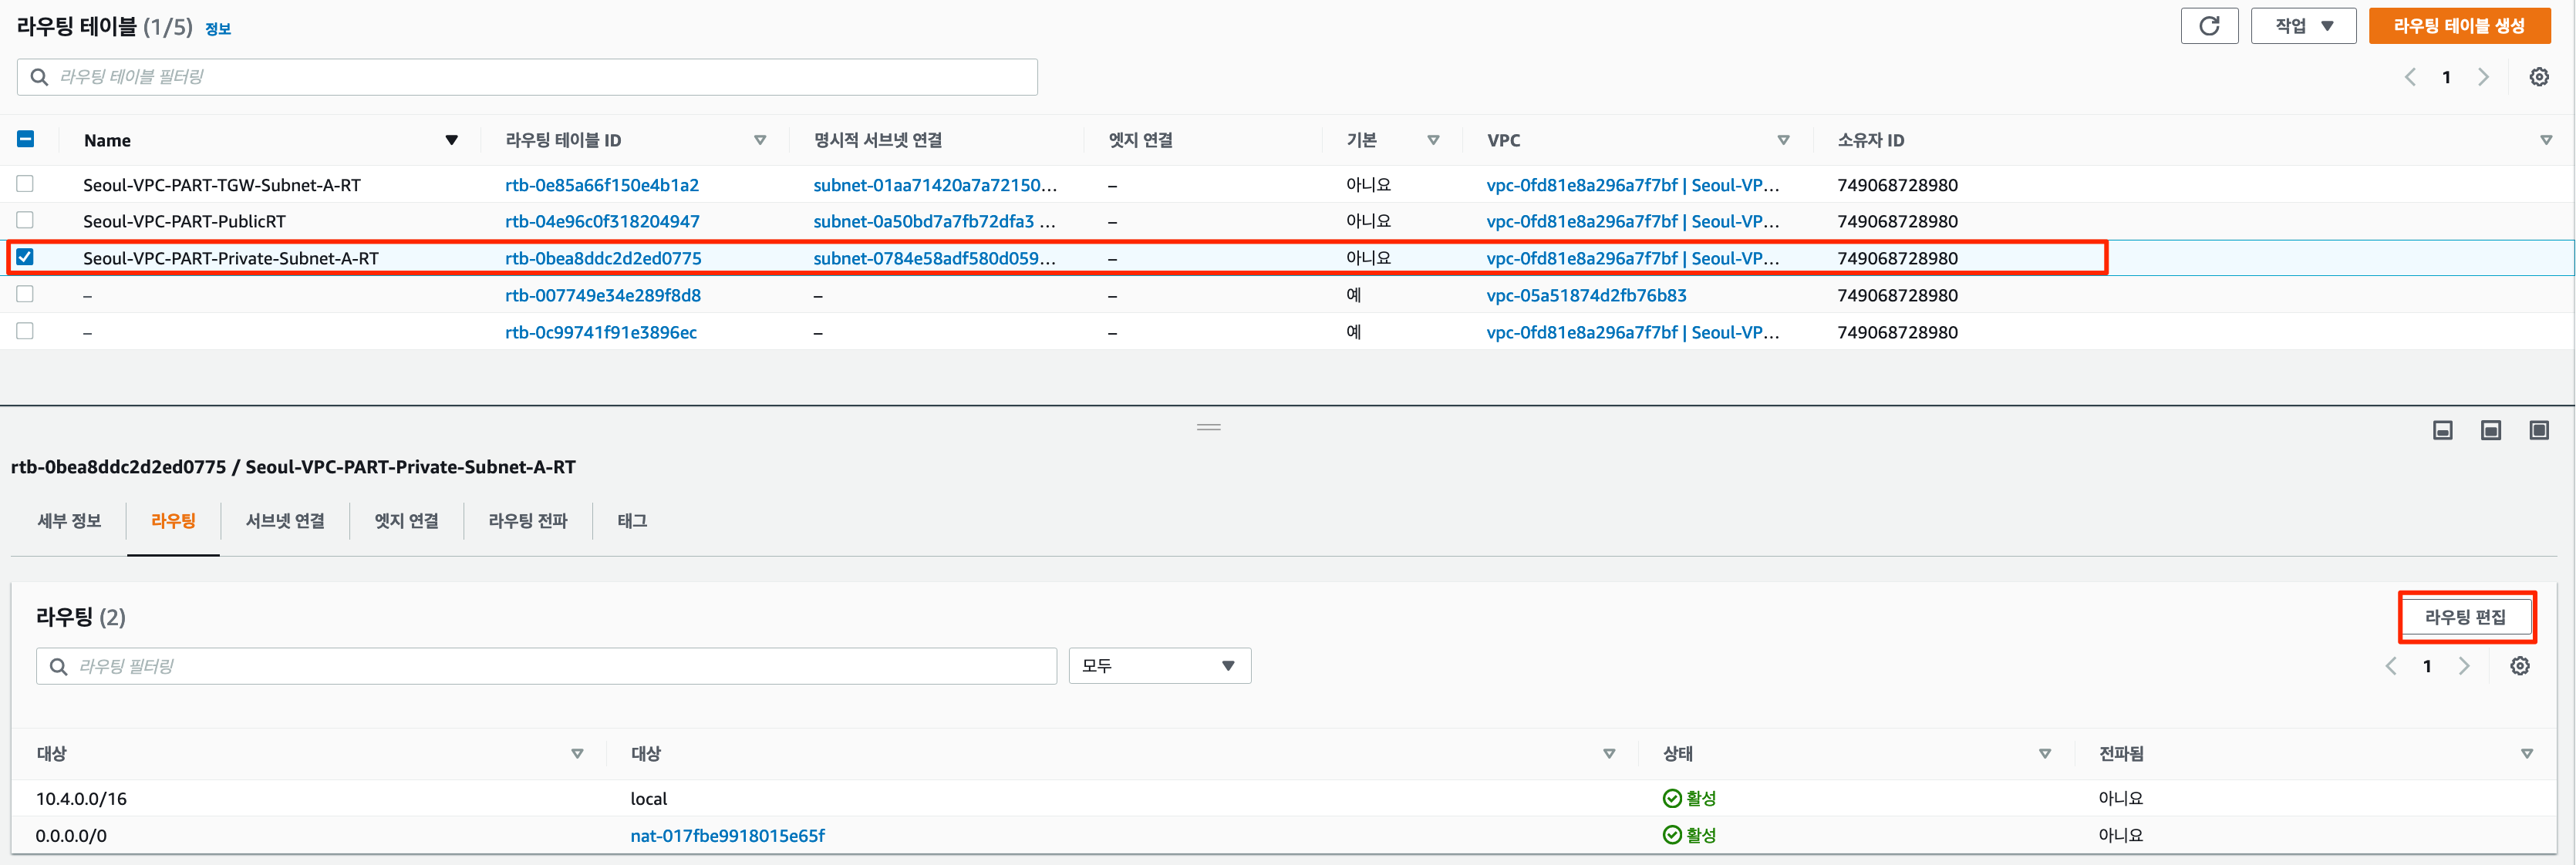 라우팅 테이블 (1/5) 정보 작업 라우팅 테이블 생성
라우팅 테이블 필터링 1
Name 라우팅 테이블 ID 명시적 서브넷 연결 엣지 연결 기본 VPC 소유자 ID
Seoul-VPC-PART-TGW-Subnet-A-RT rtb-0e85a66f150e4b1a2 subnet-01aa71420a7a72150... – 아니요 vpc-0fd81e8a296a7f7bf | Seoul-VP... 749068728980
Seoul-VPC-PART-PublicRT rtb-04e96c0f318204947 subnet-0a50bd7a7fb72dfa3 ... – 아니요 vpc-0fd81e8a296a7f7bf | Seoul-VP... 749068728980
Seoul-VPC-PART-Private-Subnet-A-RT rtb-0bea8ddc2d2ed0775 subnet-0784e58adf580d059... – 아니요 vpc-0fd81e8a296a7f7bf | Seoul-VP... 749068728980
– rtb-007749e34e289f8d8 – – 예 vpc-05a51874d2fb76b83 749068728980
– rtb-0c99741f91e3896ec – – 예 vpc-0fd81e8a296a7f7bf | Seoul-VP... 749068728980
rtb-0bea8ddc2d2ed0775 / Seoul-VPC-PART-Private-Subnet-A-RT
세부 정보 라우팅 서브넷 연결 엣지 연결 라우팅 전파 태그
라우팅 (2) 라우팅 편집
라우팅 필터링 모두 1
대상 대상 상태 전파됨
10.4.0.0/16 local 활성 아니요
0.0.0.0/0 nat-017fbe9918015e65f 활성 아니요